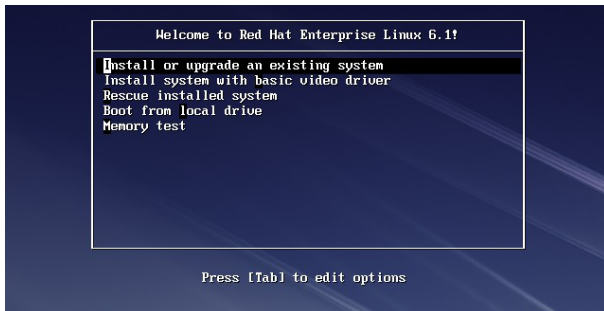 Welcome to Red Hat Enterprise Linux 6.1!
Install or upgrade an existing system
Install system with basic video driver
Rescue installed system
Boot from local drive
Memory test
Press [Tab] to edit options